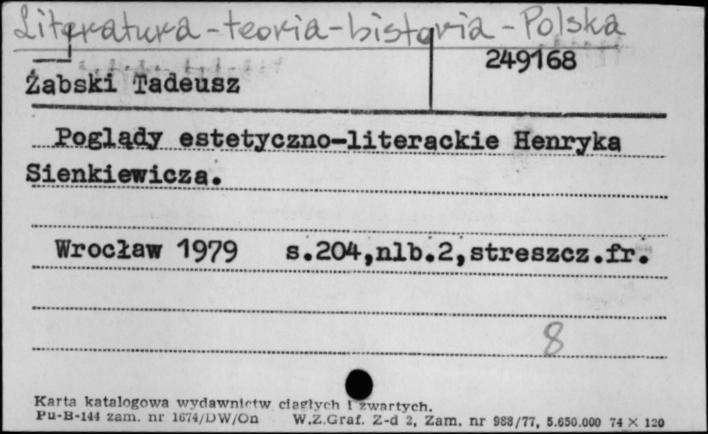 Literatura-teoria-historia-Polska
249168
Żabski Tadeusz
Poglądy estetyczno-literackie Henryka
Sienkiewicza.
Wrocław 1979 s.204,nlb.2,streszcz.fr.
8
Karta katalogowa wydawnictw ciągłych i zwartych.
Pu-B-144 zam. nr 1674/DW/On W.Z.Graf. Z-d 2, Zam. nr 988/77, 5.650.000 74 × 120